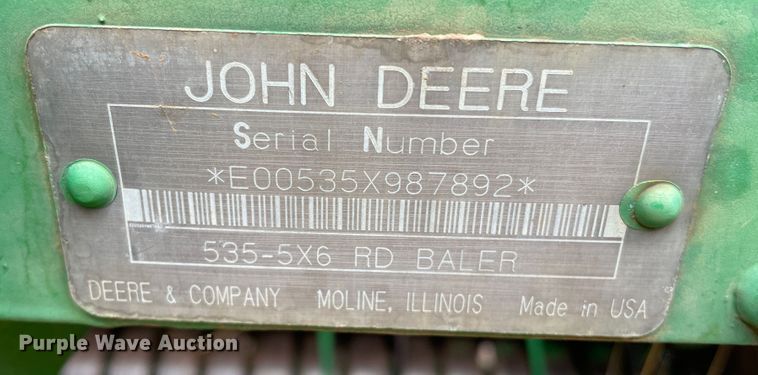 JOHN DEERE
Serial Number
*E00535X987892*
535-5X6 RD BALER
DEERE & COMPANY MOLINE, ILLINOIS Made in USA
Purple Wave Auction